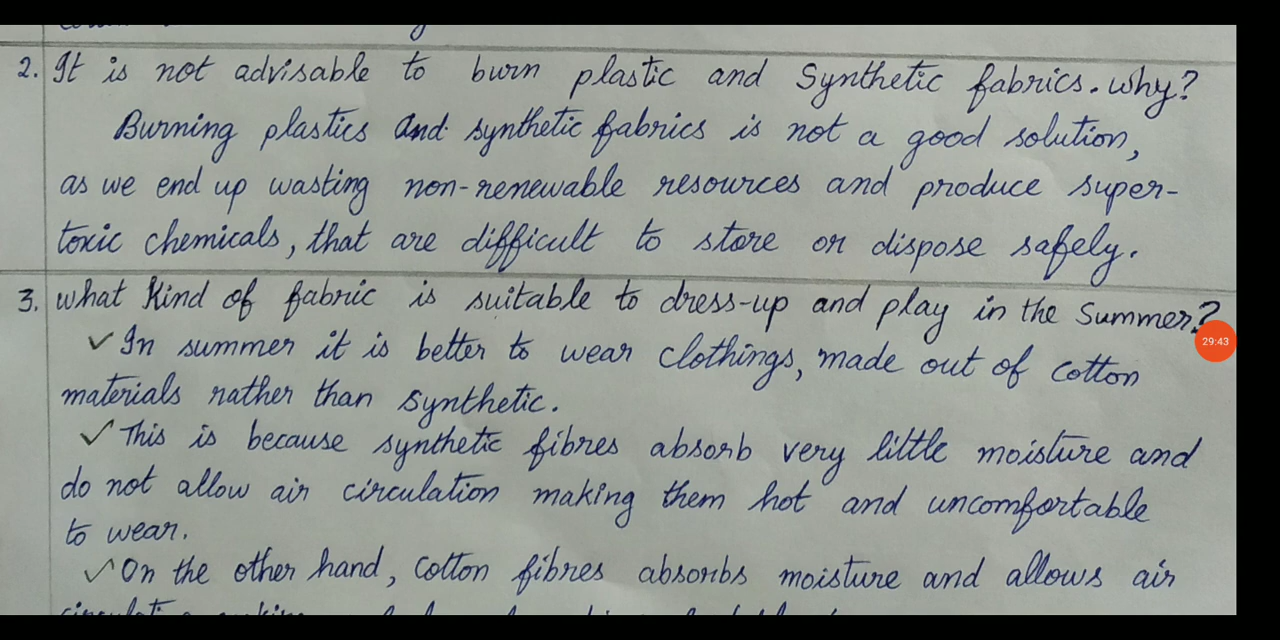 2. It is not advisable to burn plastic and Synthetic fabrics. why?
Burning plastics and synthetic fabrics is not a good solution,
as we end up wasting non-renewable resources and produce super-
toxic chemicals, that are difficult to store or dispose safely.
3. what kind of fabric is suitable to dress-up and play in the Summer?
✓ In summer it is better to wear clothings, made out of cotton
materials rather than synthetic.
✓ This is because synthetic fibres absorb very little moisture and
do not allow air circulation making them hot and uncomfortable
to wear.
✓ On the other hand, cotton fibres absorbs moisture and allows air
29:43